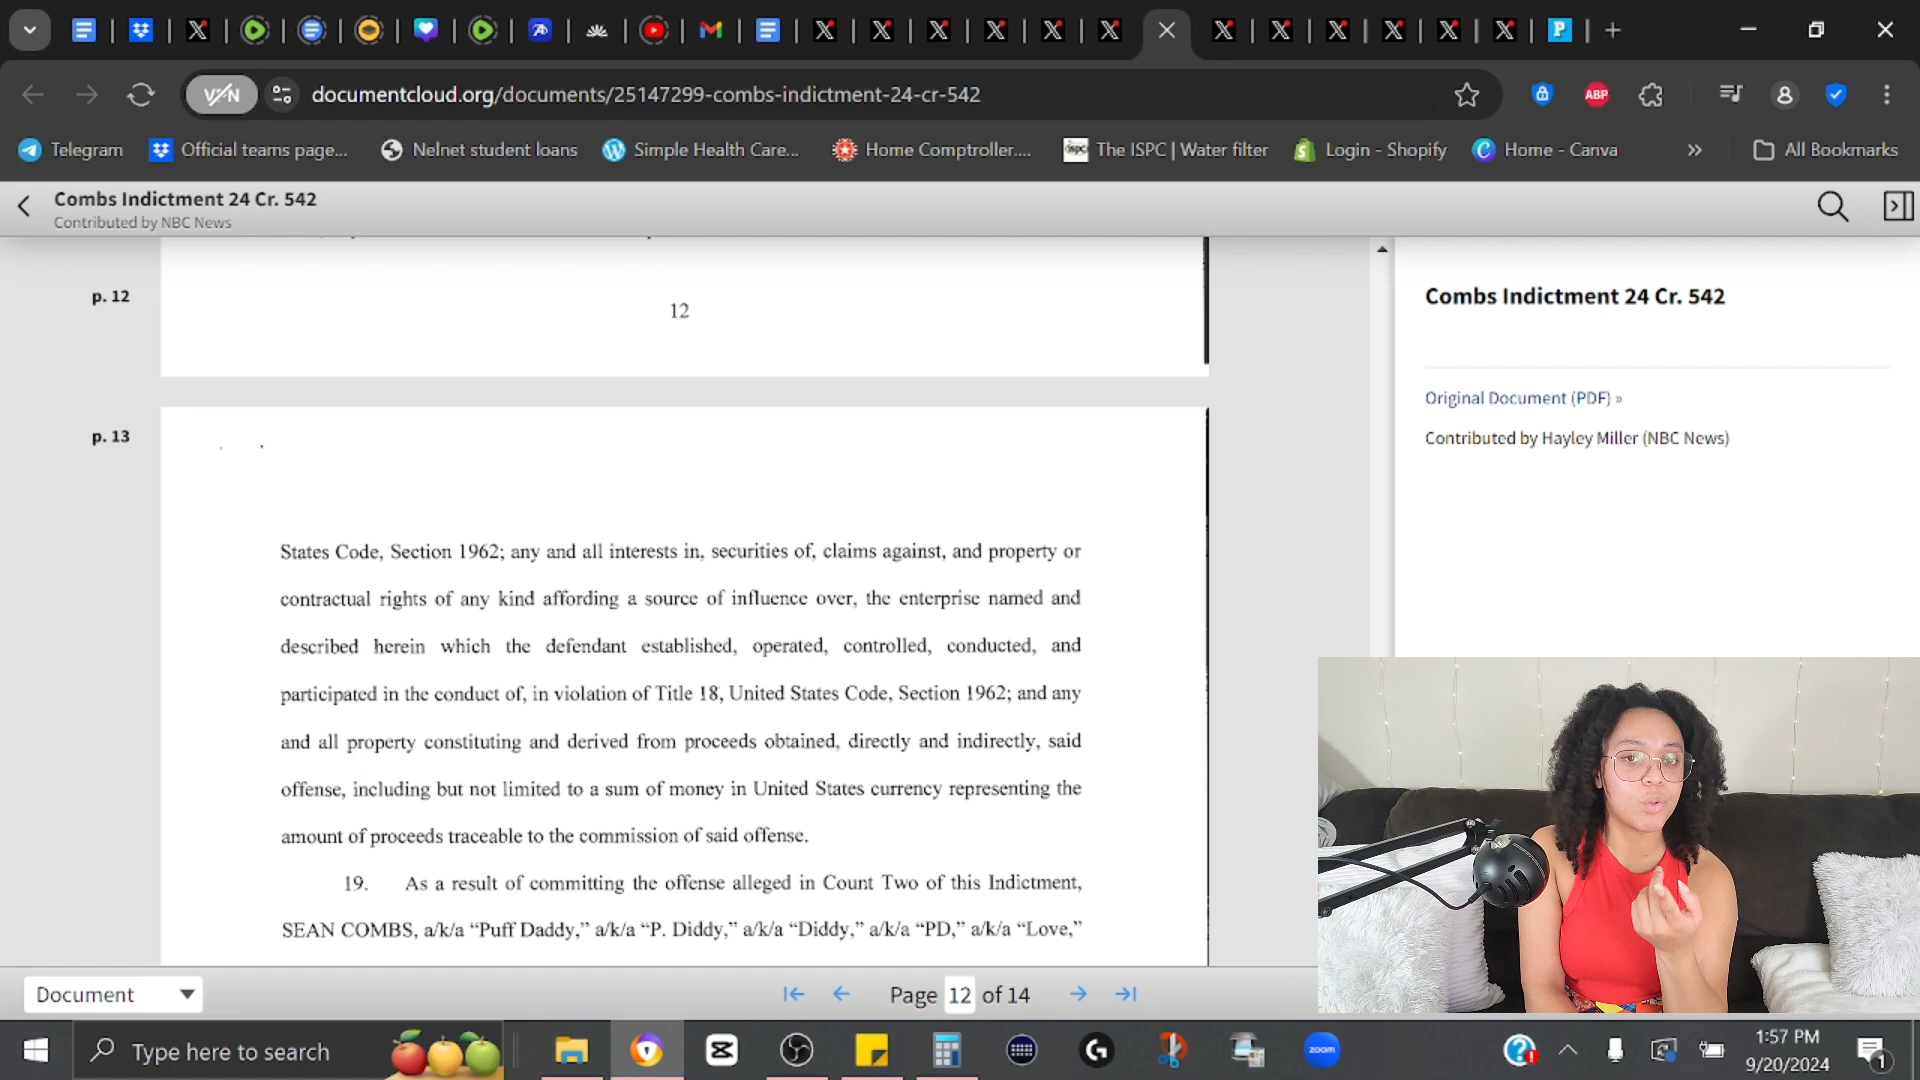 documentcloud.org/documents/25147299-combs-indictment-24-cr-542
ABP
Telegram
Official teams page...
Nelnet student loans
Simple Health Care...
Home Comptroller....
The ISPC | Water filter
Login - Shopify
Home - Canva
All Bookmarks
Combs Indictment 24 Cr. 542
Contributed by NBC News
p. 12
12
p. 13
States Code, Section 1962; any and all interests in, securities of, claims against, and property or
contractual rights of any kind affording a source of influence over, the enterprise named and
described herein which the defendant established, operated, controlled, conducted, and
participated in the conduct of, in violation of Title 18, United States Code, Section 1962; and any
and all property constituting and derived from proceeds obtained, directly and indirectly, said
offense, including but not limited to a sum of money in United States currency representing the
amount of proceeds traceable to the commission of said offense.
19. As a result of committing the offense alleged in Count Two of this Indictment,
SEAN COMBS, a/k/a “Puff Daddy,” a/k/a “P. Diddy,” a/k/a “Diddy,” a/k/a “PD,” a/k/a “Love,”
Combs Indictment 24 Cr. 542
Original Document (PDF) »
Contributed by Hayley Miller (NBC News)
Document
Page 12 of 14
Type here to search
zoom
1:57 PM
9/20/2024
1